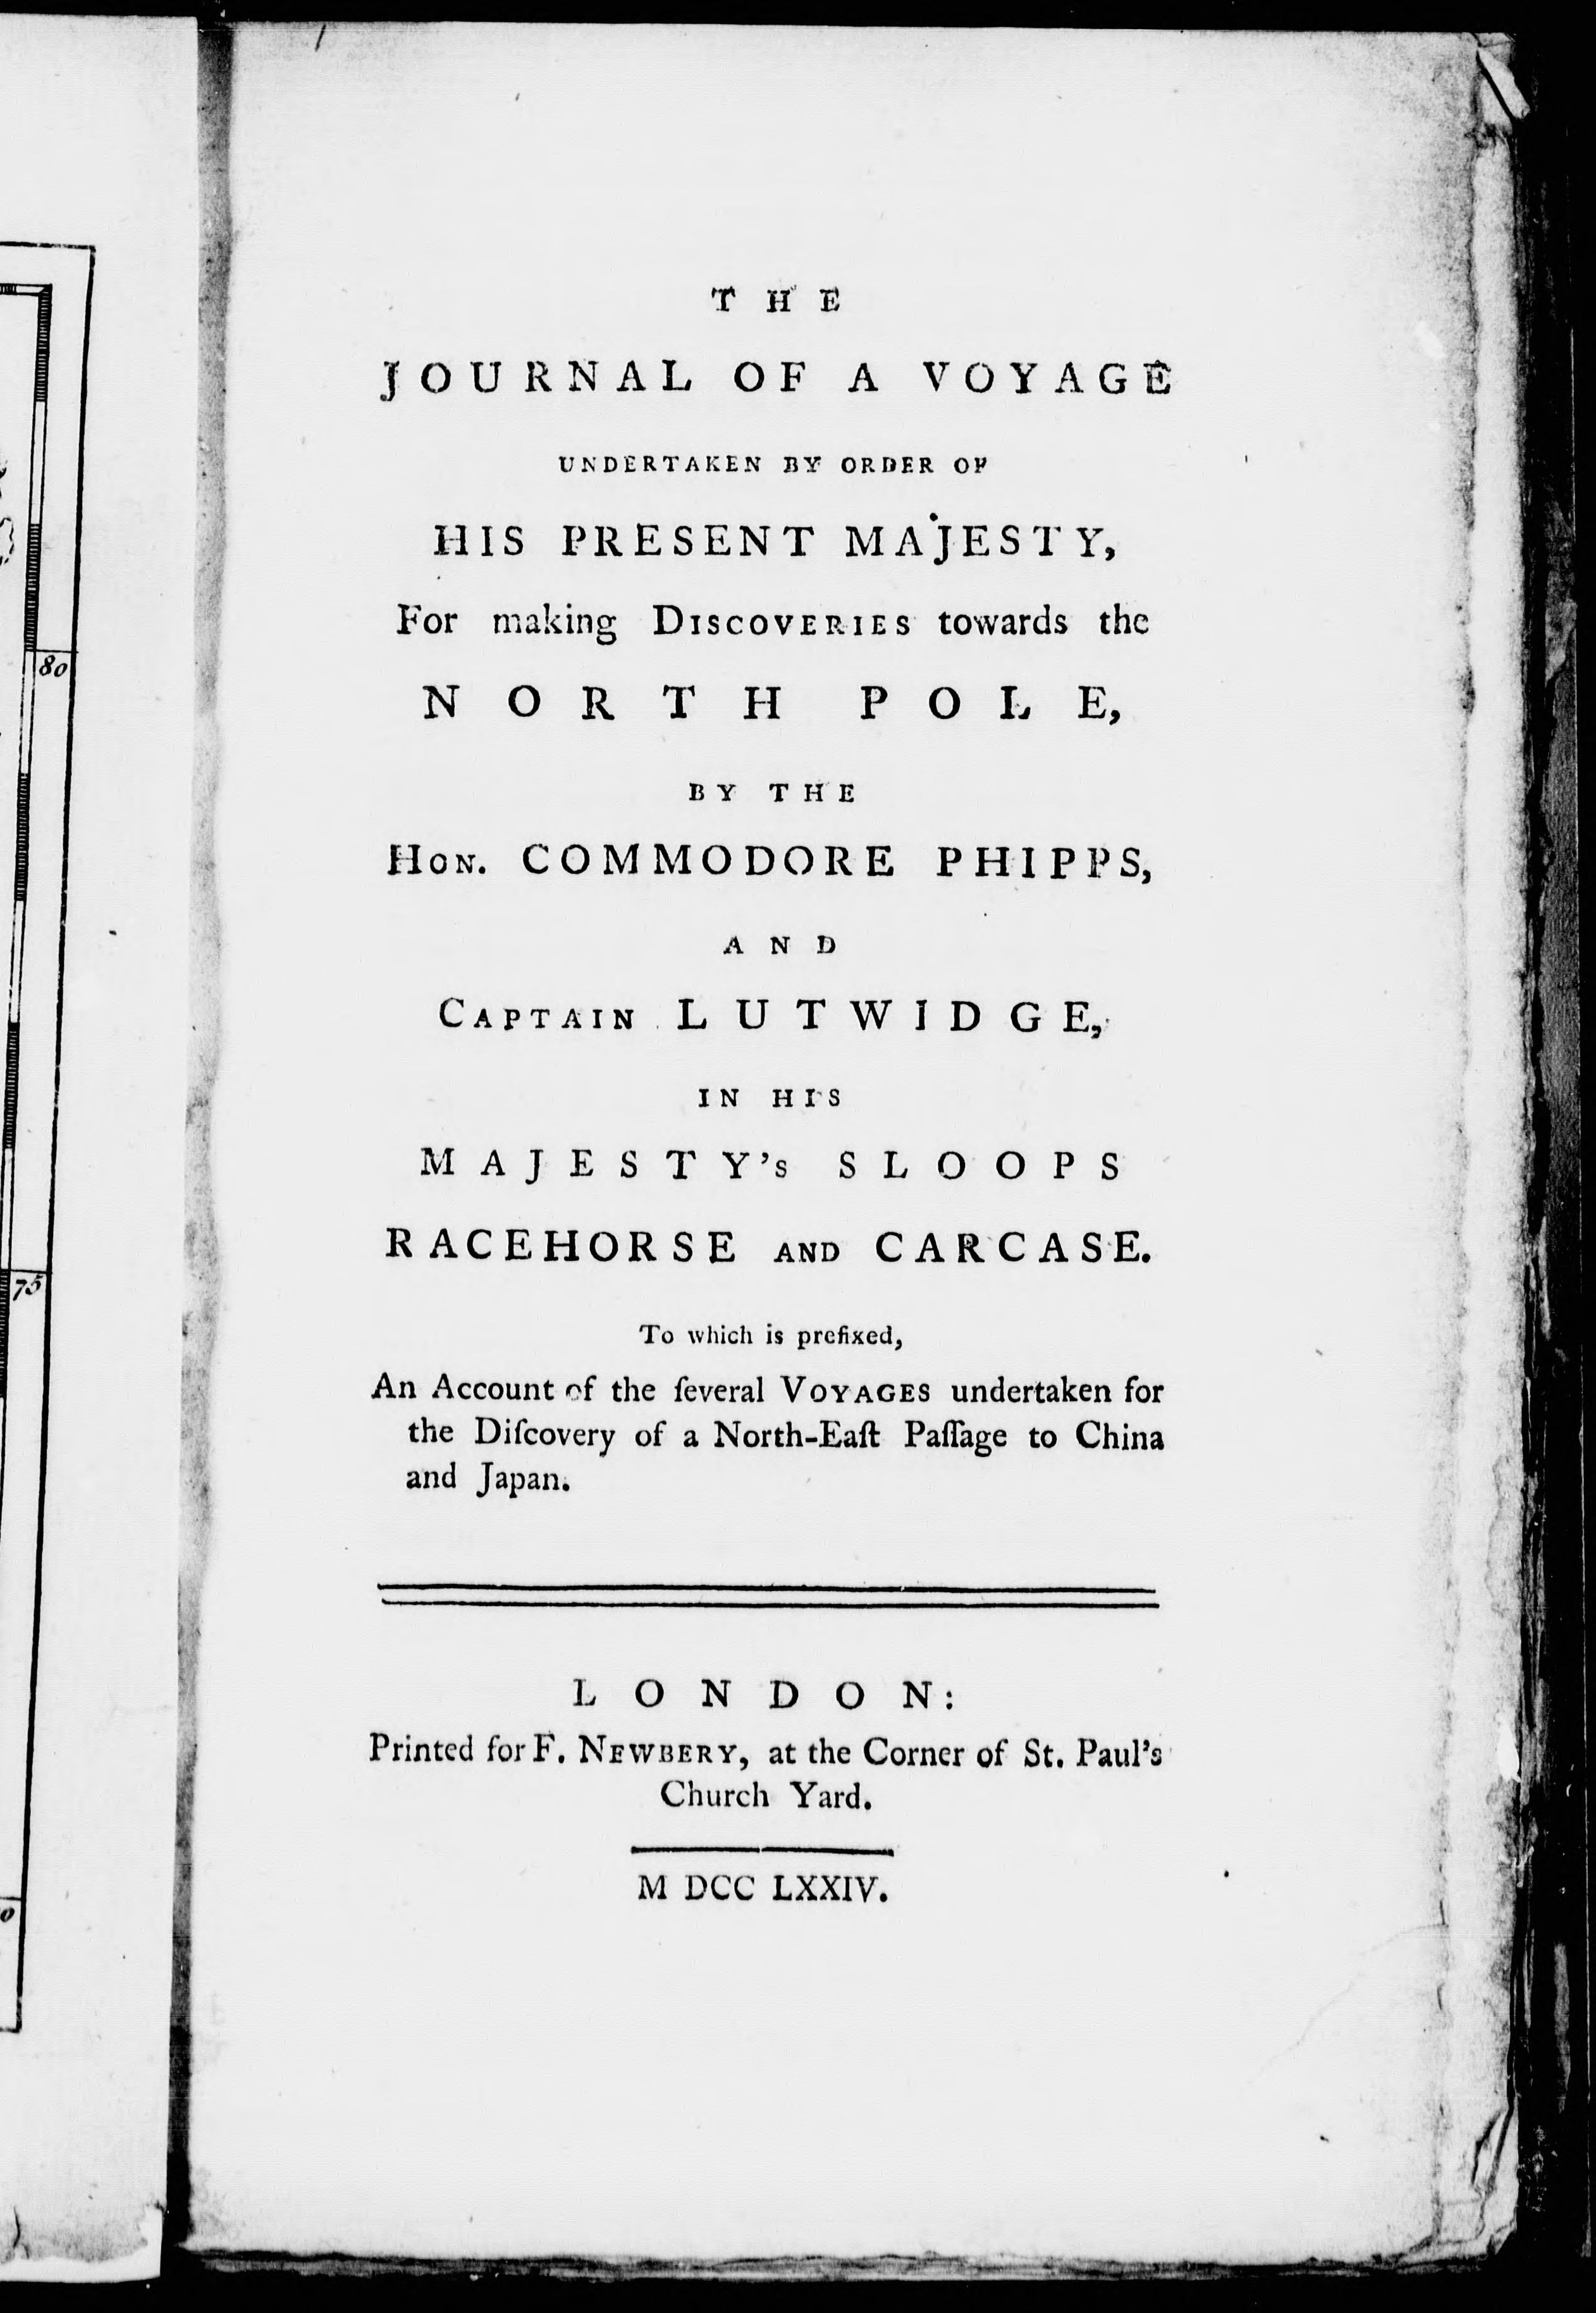 80
75
0
THE
JOURNAL OF A VOYAGE
UNDERTAKEN BY ORDER OF
HIS PRESENT MAJESTY,
For making DISCOVERIES towards the
NORTH POLE,
BY THE
HON. COMMODORE PHIPPS,
AND
CAPTAIN LUTWIDGE,
IN HIS
MAJESTY's SLOOPS
RACEHORSE AND CARCASE.
To which is prefixed,
An Account of the ſeveral VOYAGES undertaken for
the Diſcovery of a North-Eaſt Paſſage to China
and Japan.
LONDON:
Printed for F. NEWBERY, at the Corner of St. Paul's
Church Yard.
M DCC LXXIV.